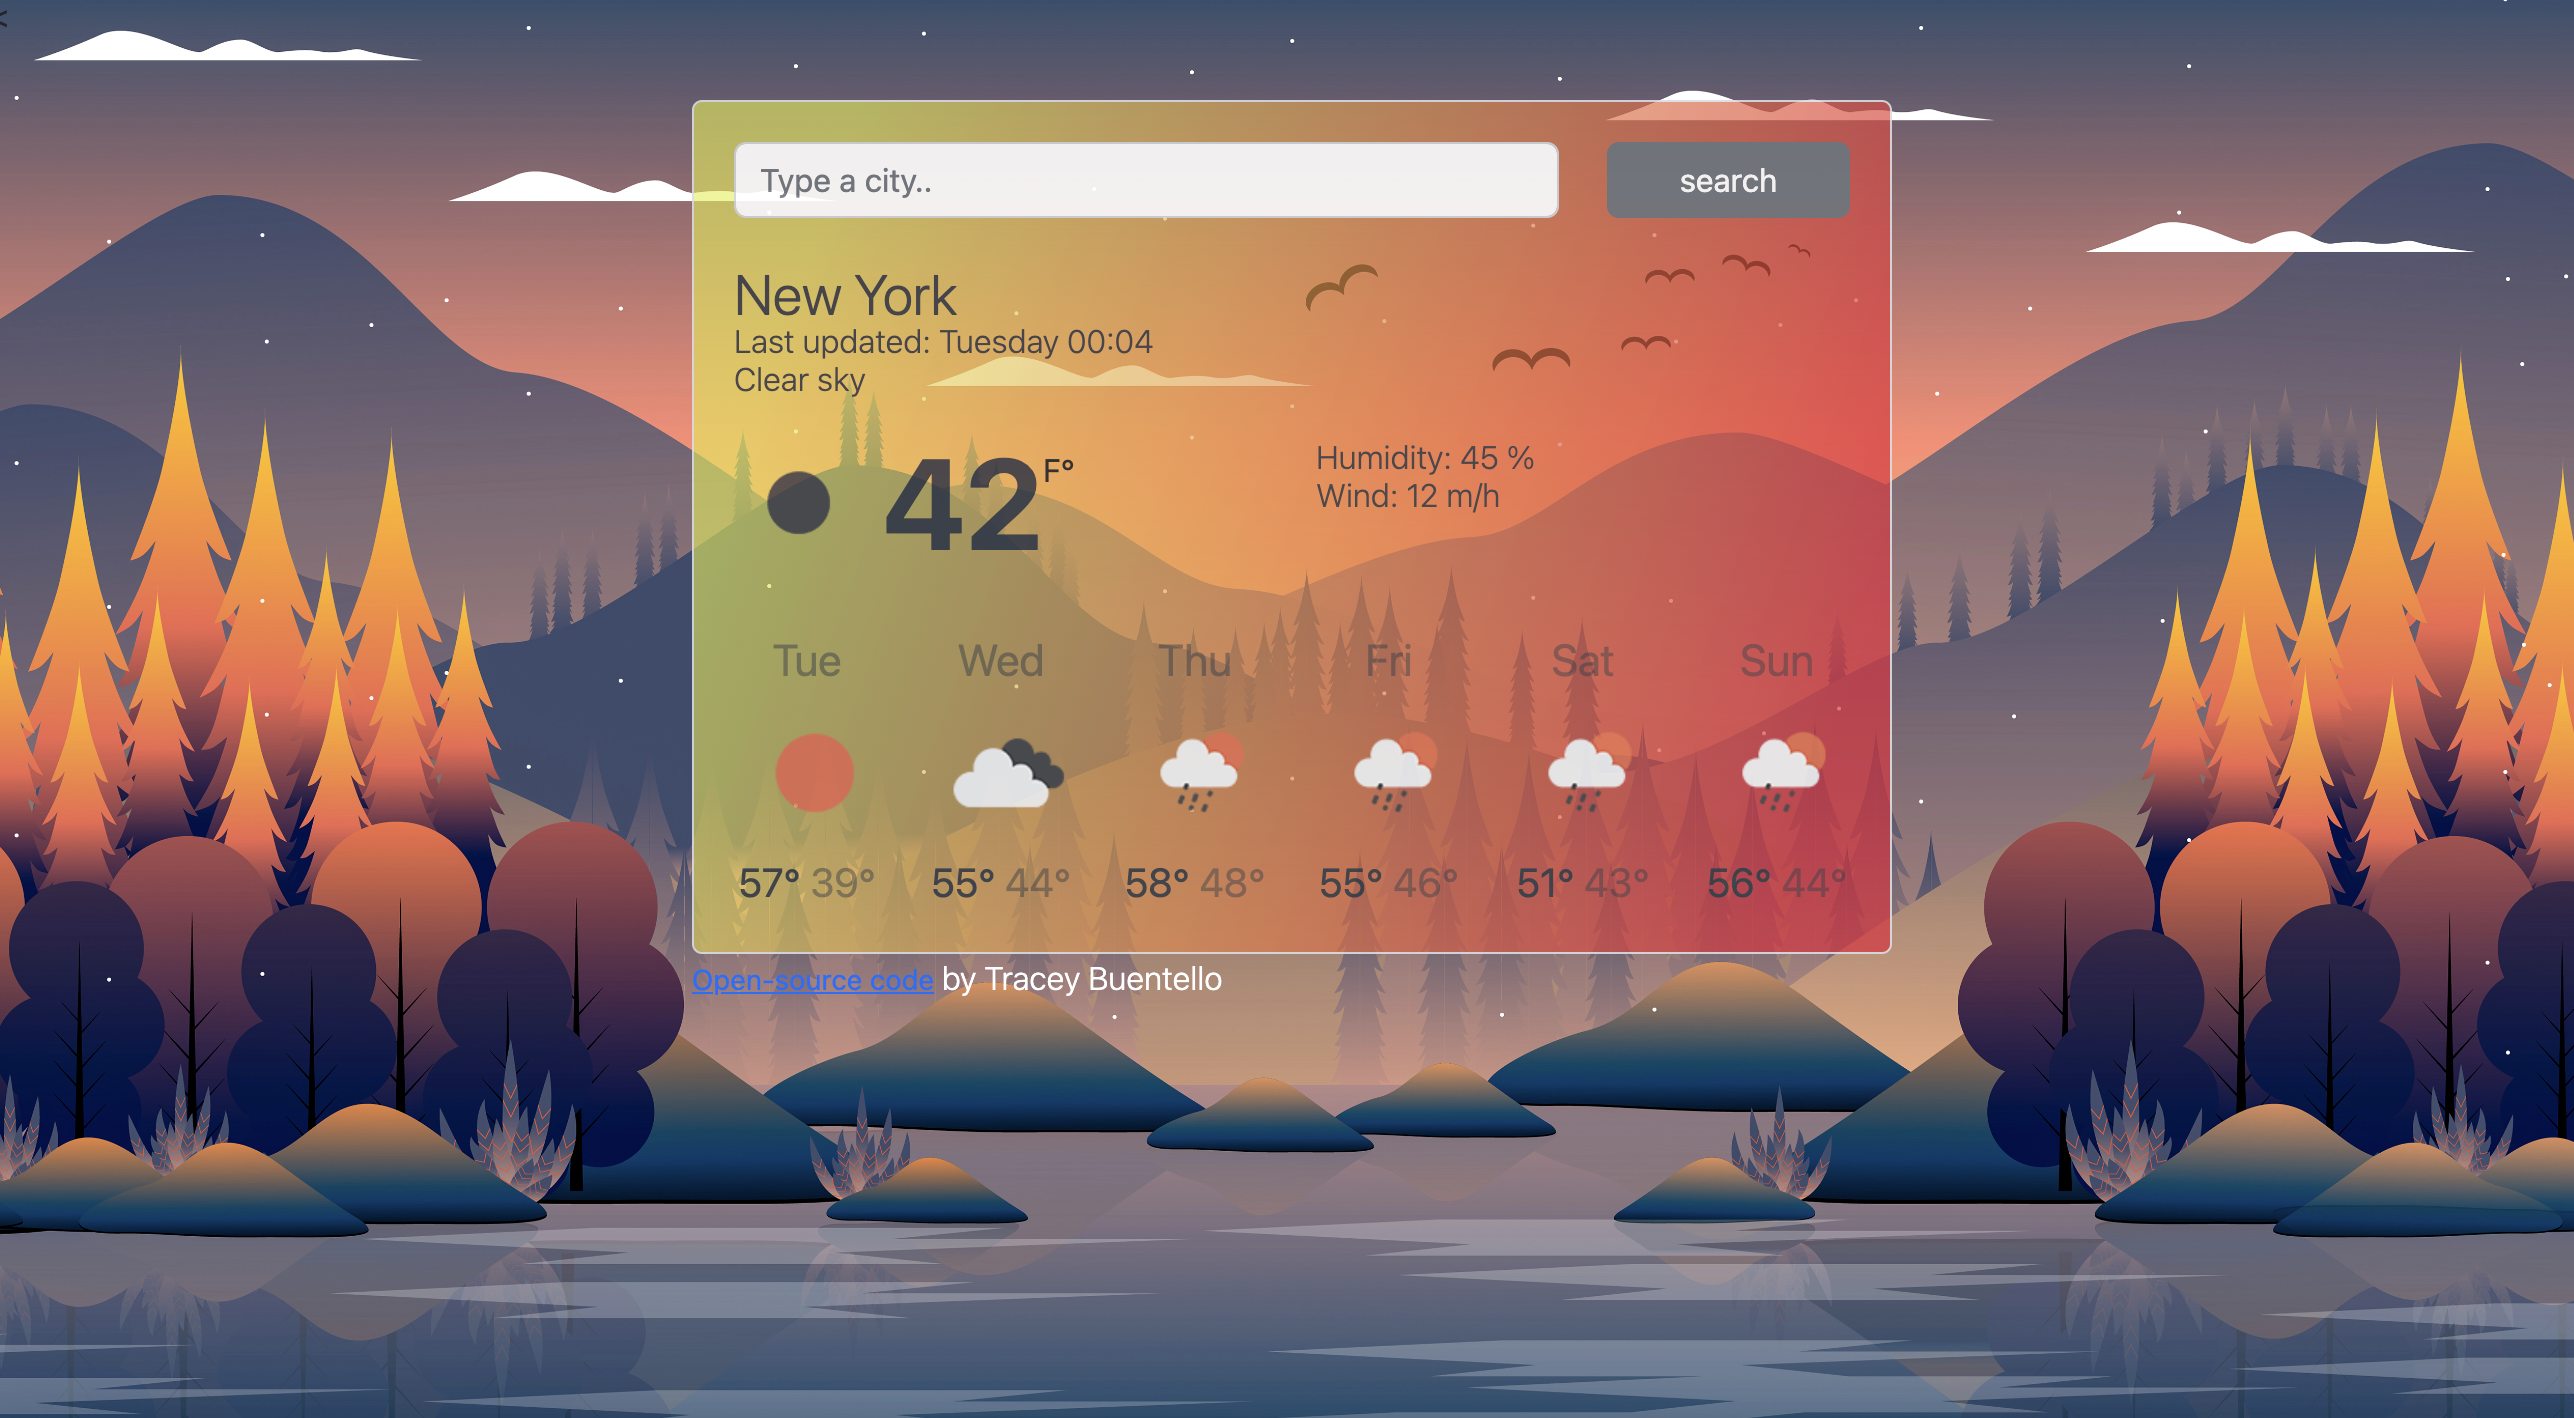 Type a city..
search
New York
Last updated: Tuesday 00:04
Clear sky
42 F°
Humidity: 45 %
Wind: 12 m/h
Tue Wed Thu Fri Sat Sun
57° 39° 55° 44° 58° 48° 55° 46° 51° 43° 56° 44°
Open-source code by Tracey Buentello